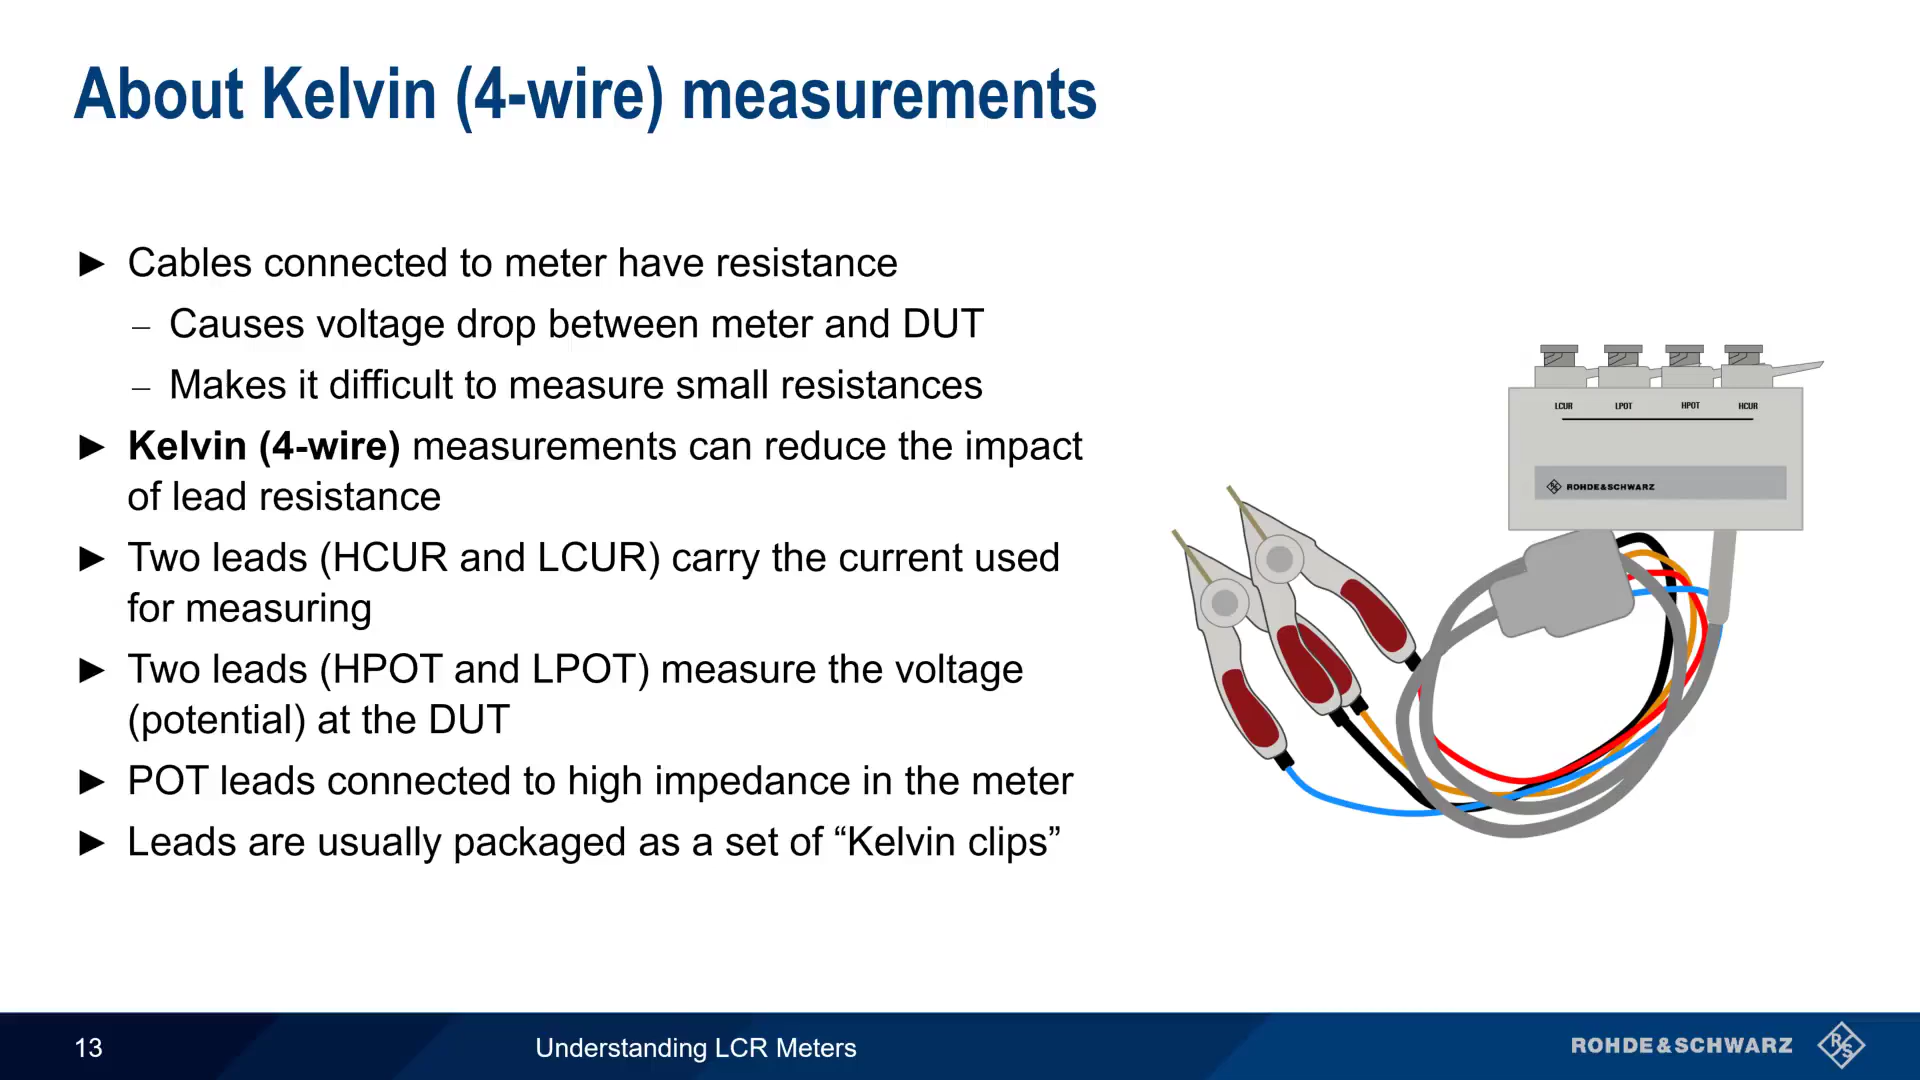 About Kelvin (4-wire) measurements
► Cables connected to meter have resistance
– Causes voltage drop between meter and DUT
– Makes it difficult to measure small resistances
► Kelvin (4-wire) measurements can reduce the impact
of lead resistance
► Two leads (HCUR and LCUR) carry the current used
for measuring
► Two leads (HPOT and LPOT) measure the voltage
(potential) at the DUT
► POT leads connected to high impedance in the meter
► Leads are usually packaged as a set of “Kelvin clips”
LCUR LPOT HPOT HCUR
ROHDE&SCHWARZ
13
Understanding LCR Meters
ROHDE&SCHWARZ